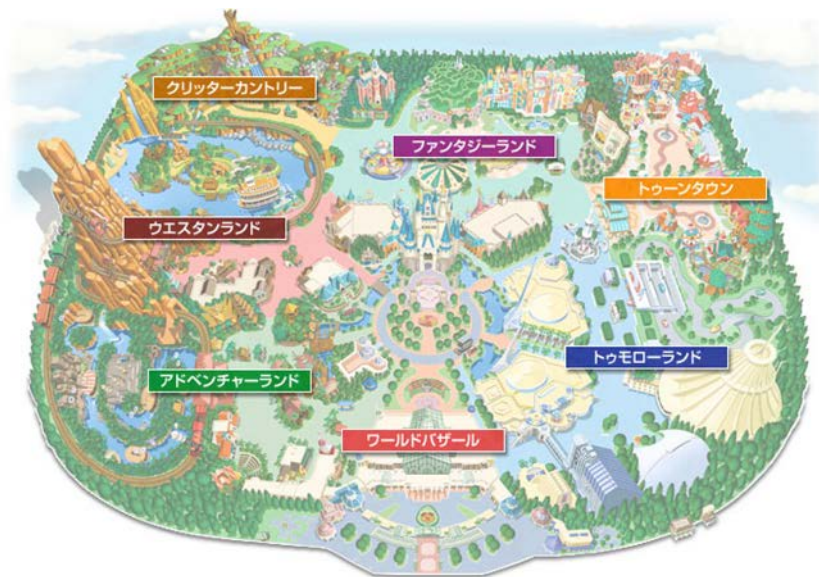 クリッターカントリー
ファンタジーランド
トゥーンタウン
ウエスタンランド
トゥモローランド
アドベンチャーランド
ワールドバザール